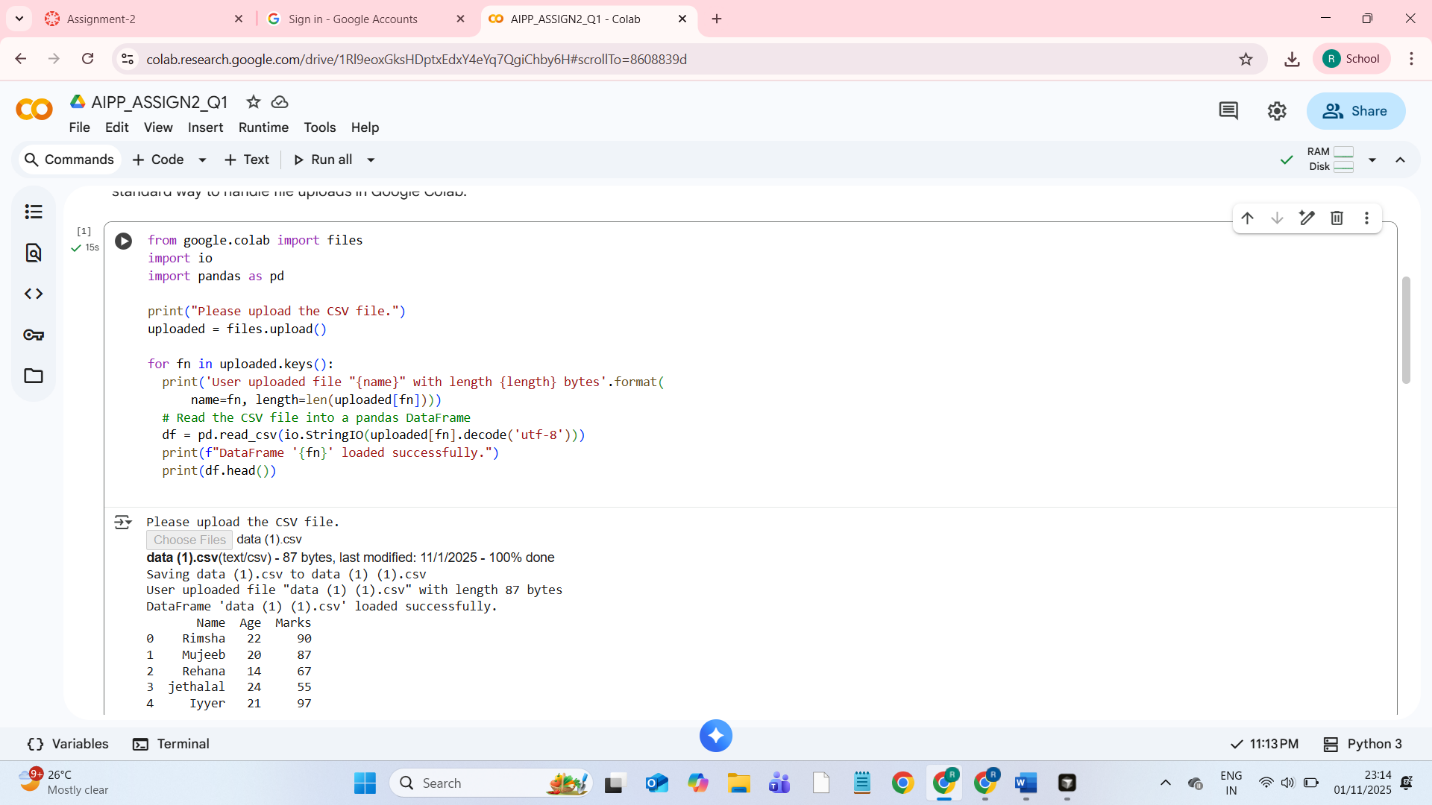 Assignment-2
Sign in - Google Accounts
AIPP_ASSIGN2_Q1 - Colab
colab.research.google.com/drive/1Rl9eoxGksHDptxEdxY4eYq7QgiChby6H#scrollTo=8608839d
R School
AIPP_ASSIGN2_Q1
File Edit View Insert Runtime Tools Help
Share
Commands + Code + Text Run all
RAM
Disk
standard way to handle file uploads in Google Colab.
[1]
15s
from google.colab import files
import io
import pandas as pd
print("Please upload the CSV file.")
uploaded = files.upload()
for fn in uploaded.keys():
print('User uploaded file "{name}" with length {length} bytes'.format(
name=fn, length=len(uploaded[fn])))
# Read the CSV file into a pandas DataFrame
df = pd.read_csv(io.StringIO(uploaded[fn].decode('utf-8')))
print(f"DataFrame '{fn}' loaded successfully.")
print(df.head())
Please upload the CSV file.
Choose Files data (1).csv
data (1).csv(text/csv) - 87 bytes, last modified: 11/1/2025 - 100% done
Saving data (1).csv to data (1) (1).csv
User uploaded file "data (1) (1).csv" with length 87 bytes
DataFrame 'data (1) (1).csv' loaded successfully.
Name Age Marks
0 Rimsha 22 90
1 Mujeeb 20 87
2 Rehana 14 67
3 jethalal 24 55
4 Iyyer 21 97
Variables Terminal
11:13 PM Python 3
9+
26°C
Mostly clear
Search
R
R
ENG
IN
23:14
01/11/2025